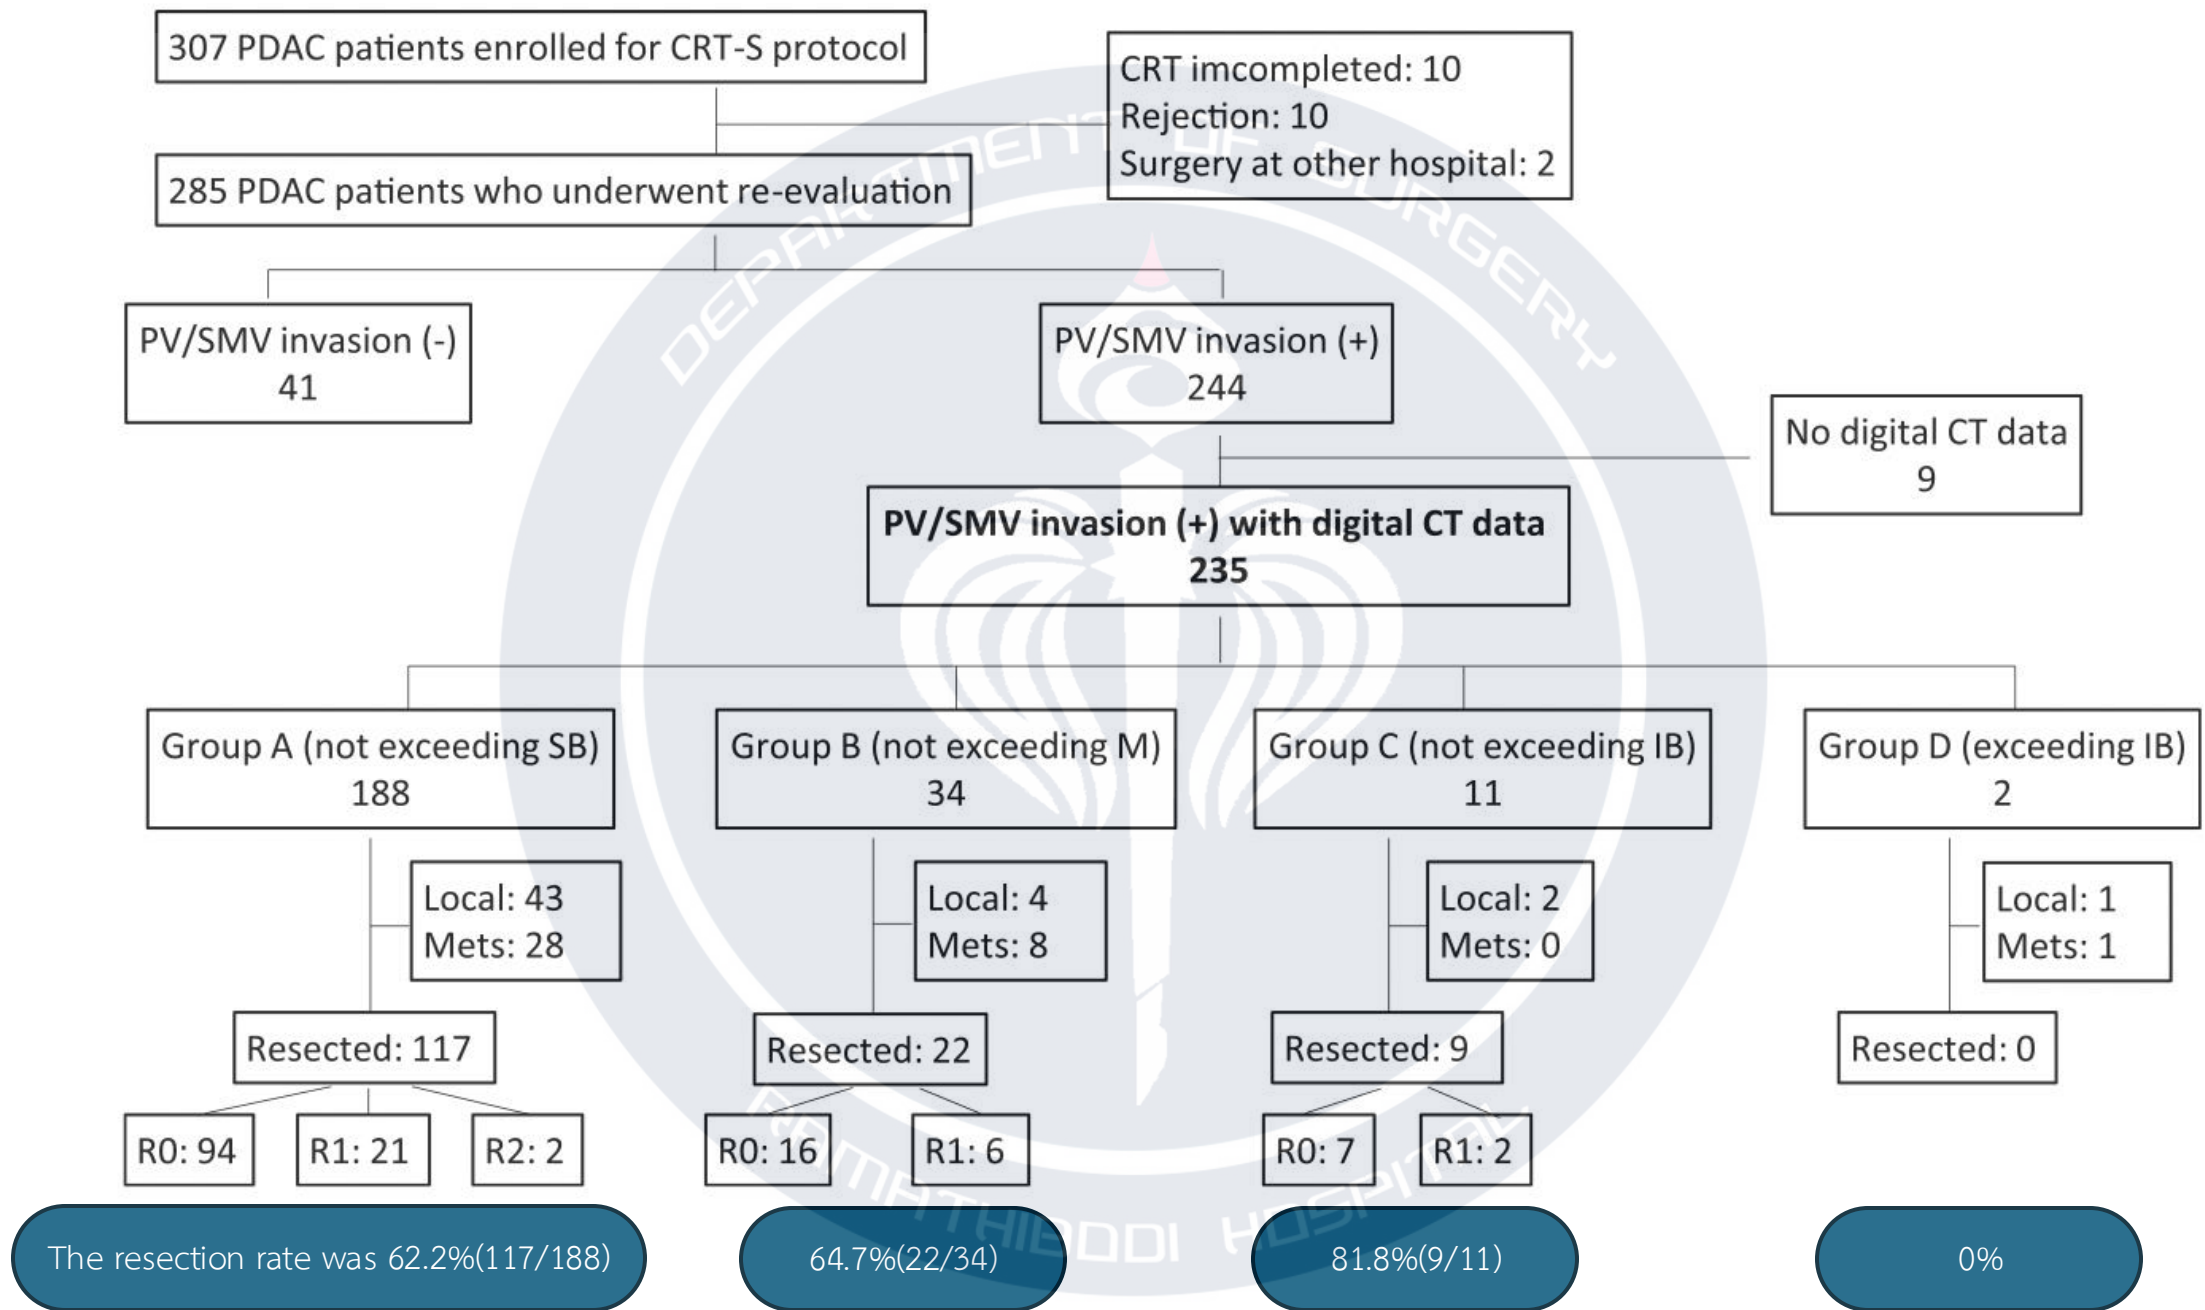 307 PDAC patients enrolled for CRT-S protocol
CRT imcompleted: 10
Rejection: 10
Surgery at other hospital: 2
285 PDAC patients who underwent re-evaluation
PV/SMV invasion (-)
41
PV/SMV invasion (+)
244
No digital CT data
9
PV/SMV invasion (+) with digital CT data
235
Group A (not exceeding SB)
188
Group B (not exceeding M)
34
Group C (not exceeding IB)
11
Group D (exceeding IB)
2
Local: 43
Mets: 28
Local: 4
Mets: 8
Local: 2
Mets: 0
Local: 1
Mets: 1
Resected: 117
Resected: 22
Resected: 9
Resected: 0
R0: 94
R1: 21
R2: 2
R0: 16
R1: 6
R0: 7
R1: 2
The resection rate was 62.2%(117/188)
64.7%(22/34)
81.8%(9/11)
0%
DEPARTMENT OF SURGERY
RAMATHIBODI HOSPITAL